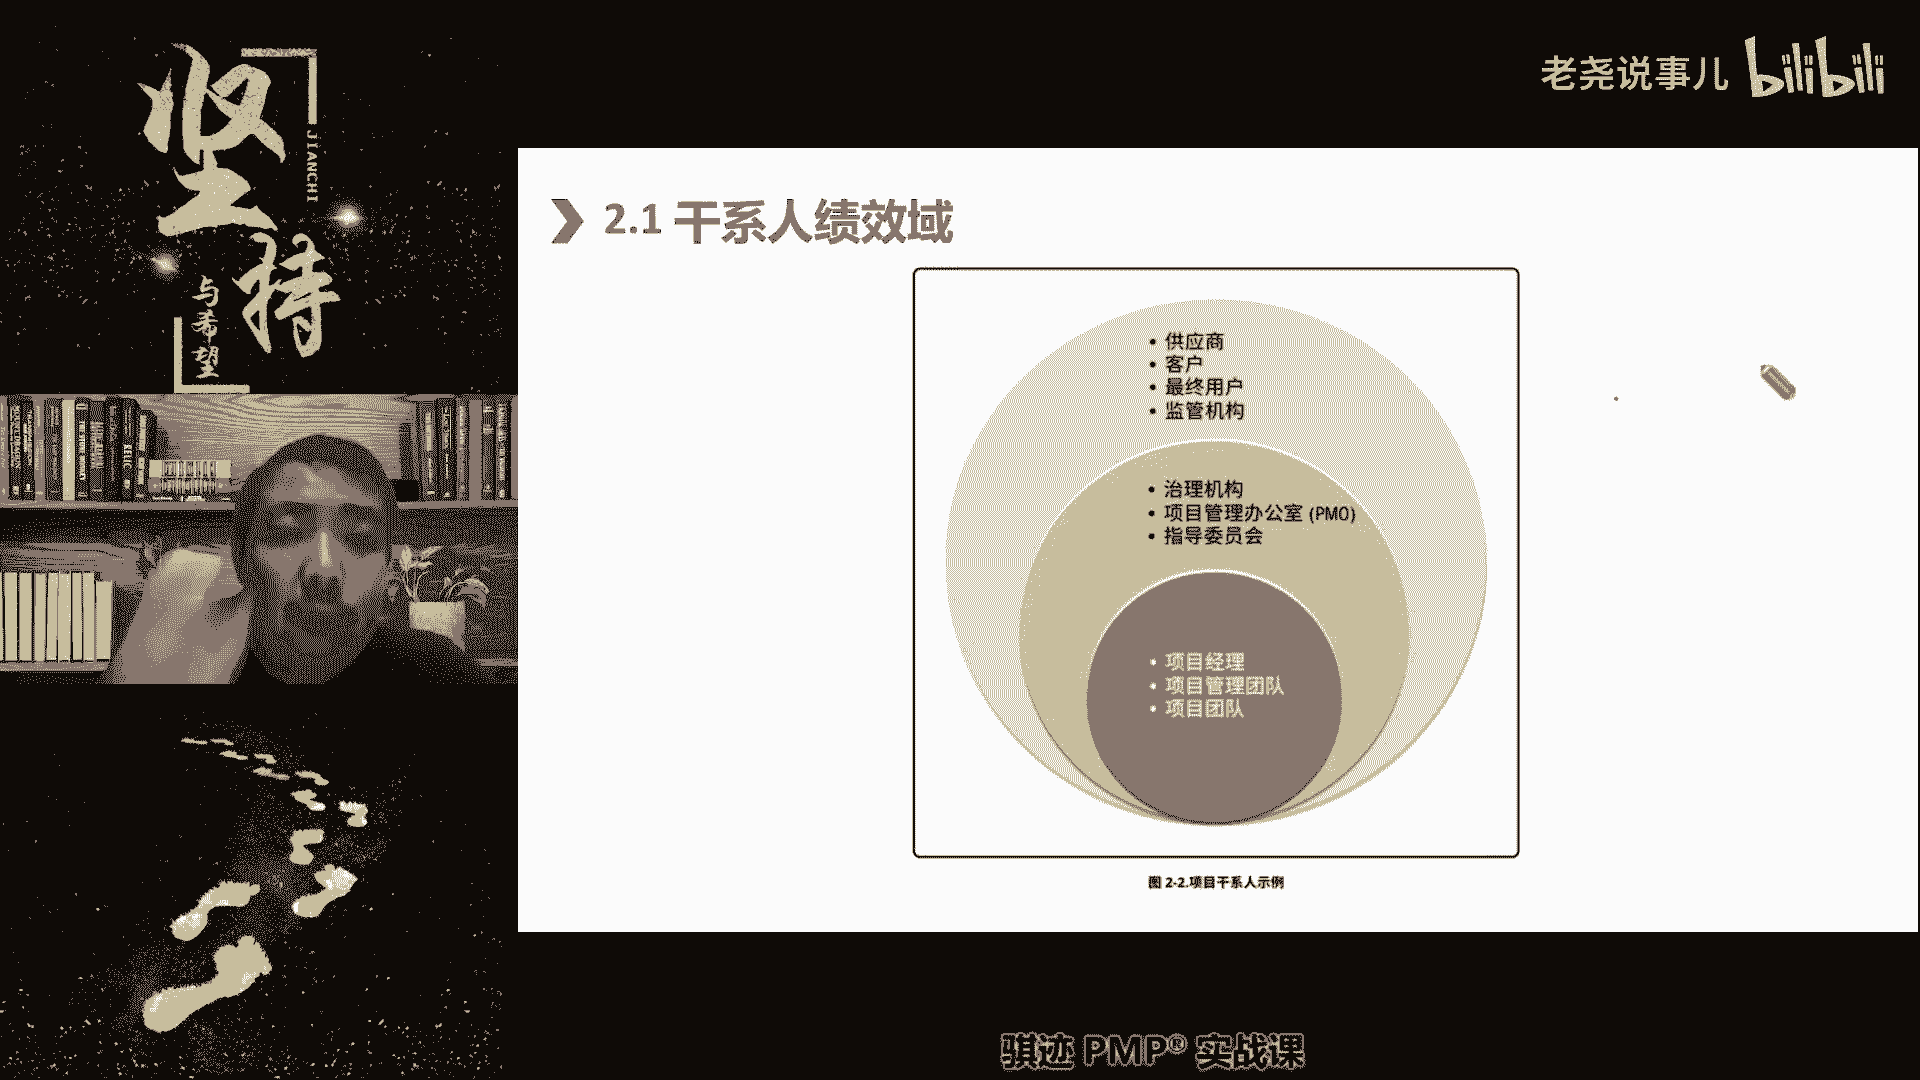 坚持
JIANCHI
与希望
老尧说事儿 bilibili
2.1 干系人绩效域
• 供应商
• 客户
• 最终用户
• 监管机构
• 治理机构
• 项目管理办公室 (PMO)
• 指导委员会
• 项目经理
• 项目管理团队
• 项目团队
图 2-2.项目干系人示例
骐迹 PMP® 实战课